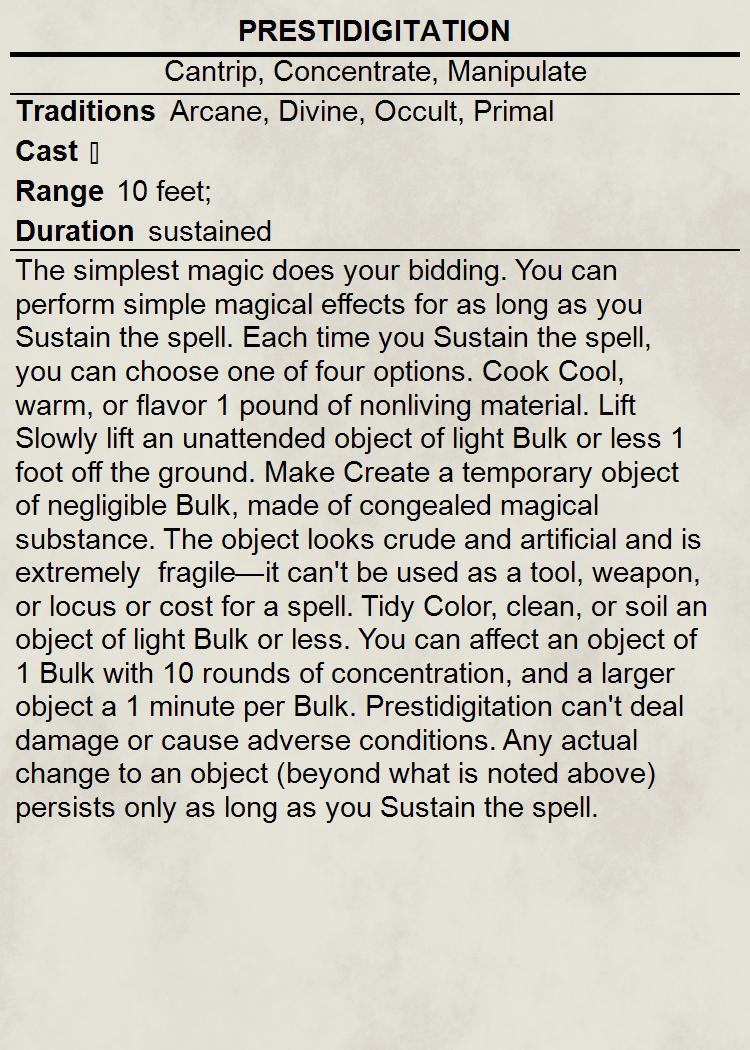 PRESTIDIGITATION
Cantrip, Concentrate, Manipulate
Traditions Arcane, Divine, Occult, Primal
Cast ▯
Range 10 feet;
Duration sustained
The simplest magic does your bidding. You can
perform simple magical effects for as long as you
Sustain the spell. Each time you Sustain the spell,
you can choose one of four options. Cook Cool,
warm, or flavor 1 pound of nonliving material. Lift
Slowly lift an unattended object of light Bulk or less 1
foot off the ground. Make Create a temporary object
of negligible Bulk, made of congealed magical
substance. The object looks crude and artificial and is
extremely  fragile—it can't be used as a tool, weapon,
or locus or cost for a spell. Tidy Color, clean, or soil an
object of light Bulk or less. You can affect an object of
1 Bulk with 10 rounds of concentration, and a larger
object a 1 minute per Bulk. Prestidigitation can't deal
damage or cause adverse conditions. Any actual
change to an object (beyond what is noted above)
persists only as long as you Sustain the spell.